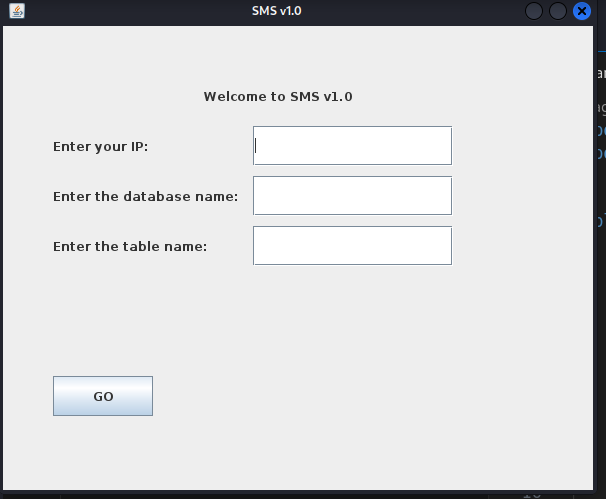 SMS v1.0
Welcome to SMS v1.0
Enter your IP:
Enter the database name:
Enter the table name:
GO